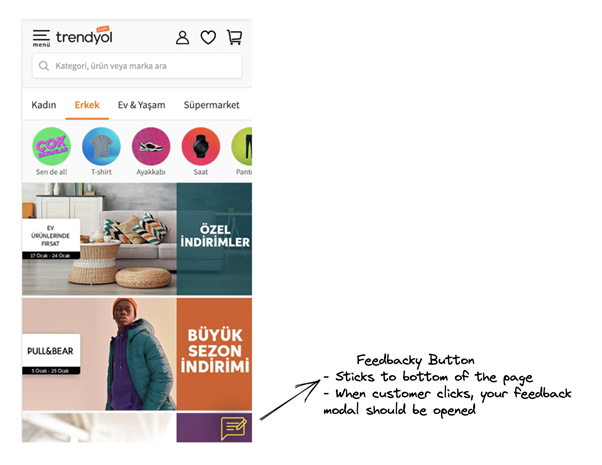 .com
trendyol
menü
Kategori, ürün veya marka ara
Kadın Erkek Ev & Yaşam Süpermarket
ÇOK
Sen de al! T-shirt Ayakkabı Saat Panto
EV
ÜRÜNLERİNDE
FIRSAT
17 Ocak - 24 Ocak
ÖZEL
İNDİRİMLER
PULL&BEAR
5 Ocak - 25 Ocak
BÜYÜK
SEZON
İNDİRİMİ
Feedbacky Button
- Sticks to bottom of the page
- When customer clicks, your feedback
modal should be opened